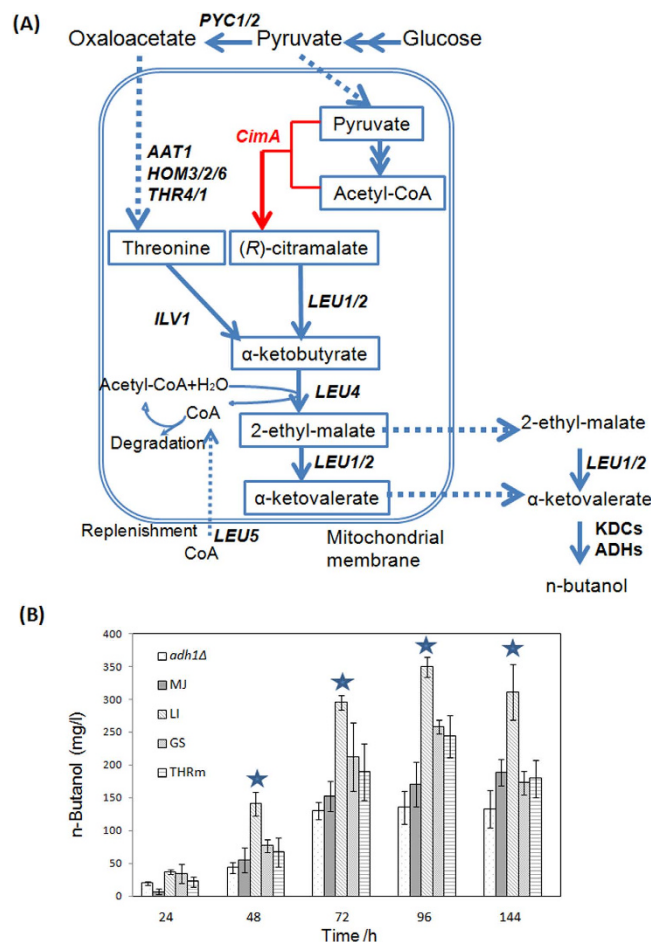 (A)
PYC1/2
Oxaloacetate Pyruvate Glucose
CimA
Pyruvate
AAT1
HOM3/2/6
THR4/1
Acetyl-CoA
Threonine (R)-citramalate
ILV1 LEU1/2
α-ketobutyrate
Acetyl-CoA+H2O
LEU4
CoA
2-ethyl-malate 2-ethyl-malate
Degradation
LEU1/2 LEU1/2
α-ketovalerate α-ketovalerate
Replenishment
LEU5
CoA
Mitochondrial
membrane
KDCs
ADHs
n-butanol
(B)
n-Butanol (mg/l)
400
350
300
250
200
150
100
50
0
adh1Δ
MJ
LI
GS
THRm
24 48 72 96 144
Time /h